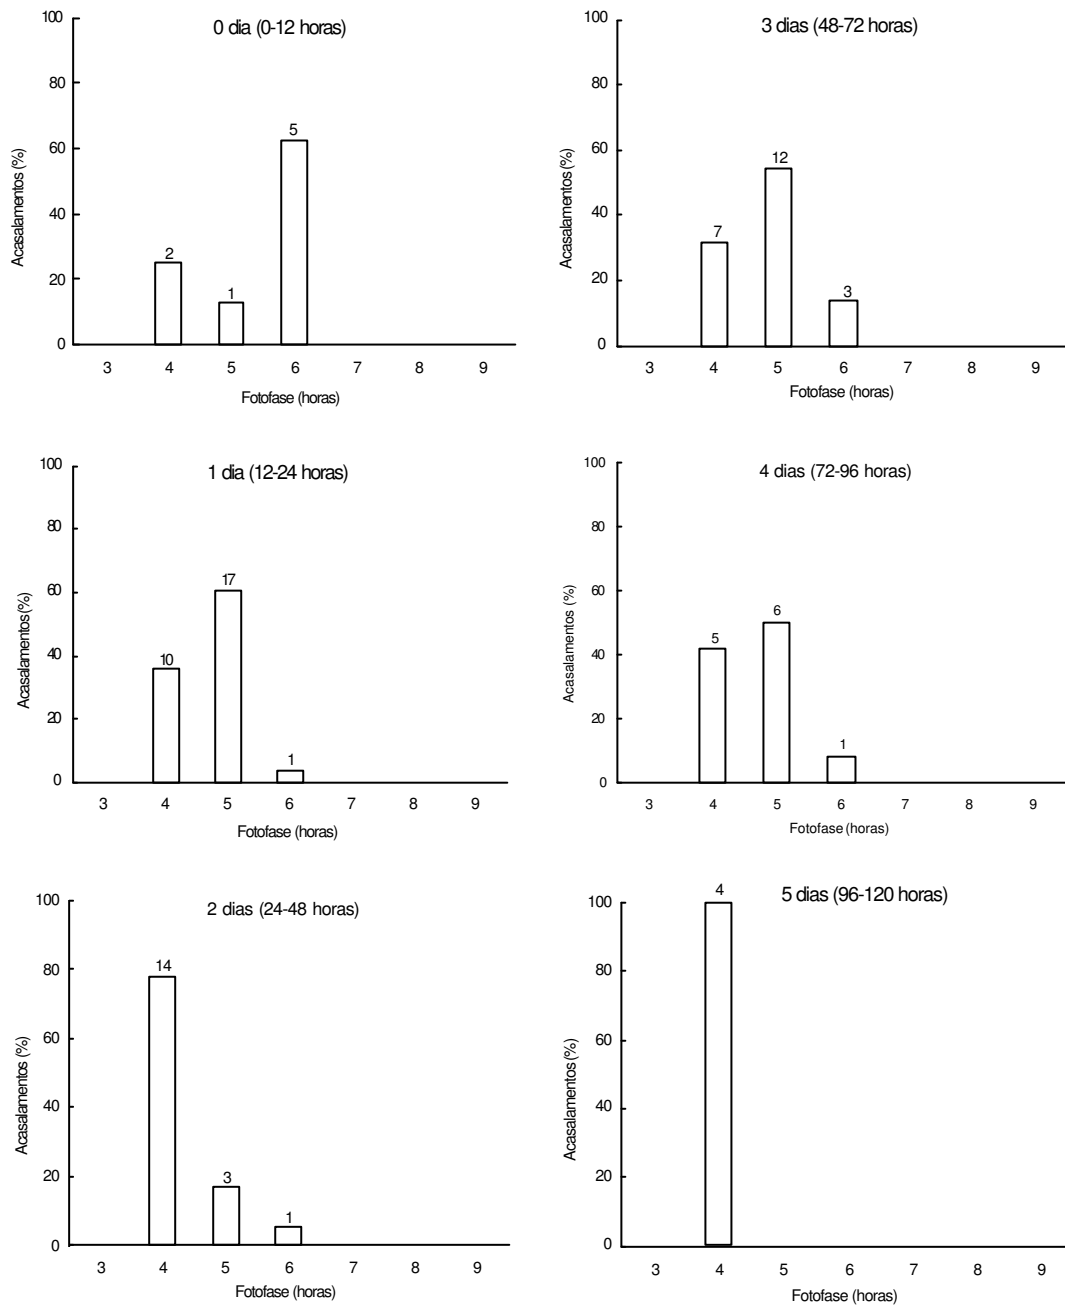 0 dia (0-12 horas)
Acasalamentos (%)
100
80
60
40
20
0
2
1
5
3 4 5 6 7 8 9
Fotofase (horas)
3 dias (48-72 horas)
Acasalamentos (%)
100
80
60
40
20
0
7
12
3
3 4 5 6 7 8 9
Fotofase (horas)
1 dia (12-24 horas)
Acasalamentos (%)
100
80
60
40
20
0
10
17
1
3 4 5 6 7 8 9
Fotofase (horas)
4 dias (72-96 horas)
Acasalamentos (%)
100
80
60
40
20
0
5
6
1
3 4 5 6 7 8 9
Fotofase (horas)
2 dias (24-48 horas)
Acasalamentos (%)
100
80
60
40
20
0
14
3
1
3 4 5 6 7 8 9
Fotofase (horas)
5 dias (96-120 horas)
Acasalamentos (%)
100
80
60
40
20
0
4
3 4 5 6 7 8 9
Fotofase (horas)